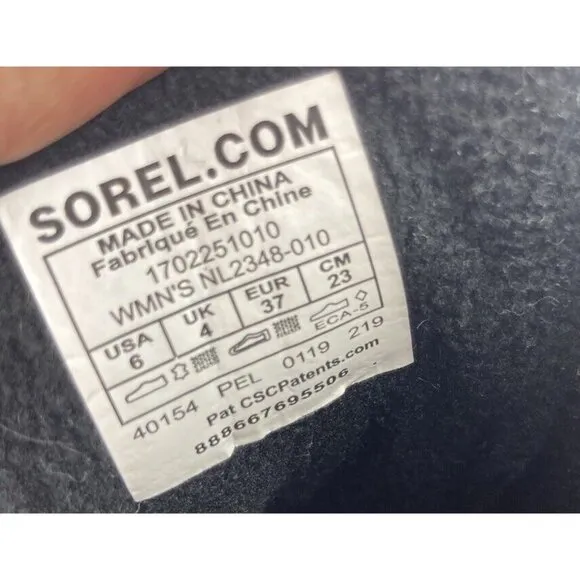 SOREL.COM
MADE IN CHINA
Fabriqué En Chine
1702251010
WMN'S NL2348-010
USA UK EUR CM
6 4 37 23
ECA-5
40154 PEL 0119 219
Pat CSCPatents.com
888667695506